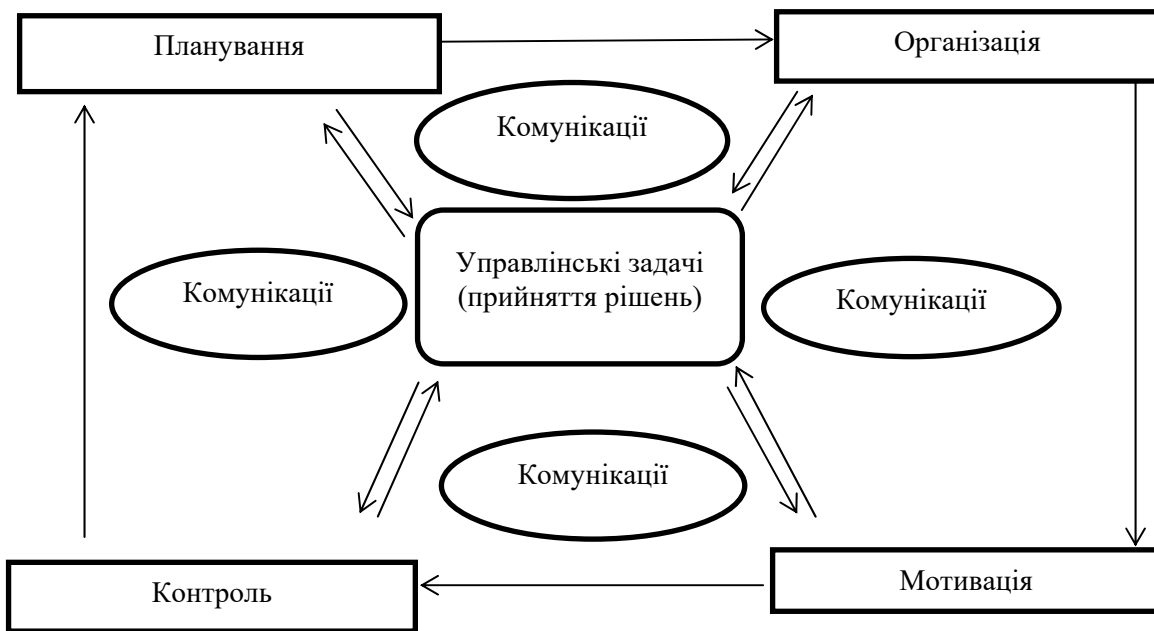 Планування
Організація
Комунікації
Управлінські задачі
(прийняття рішень)
Комунікації
Комунікації
Комунікації
Контроль
Мотивація